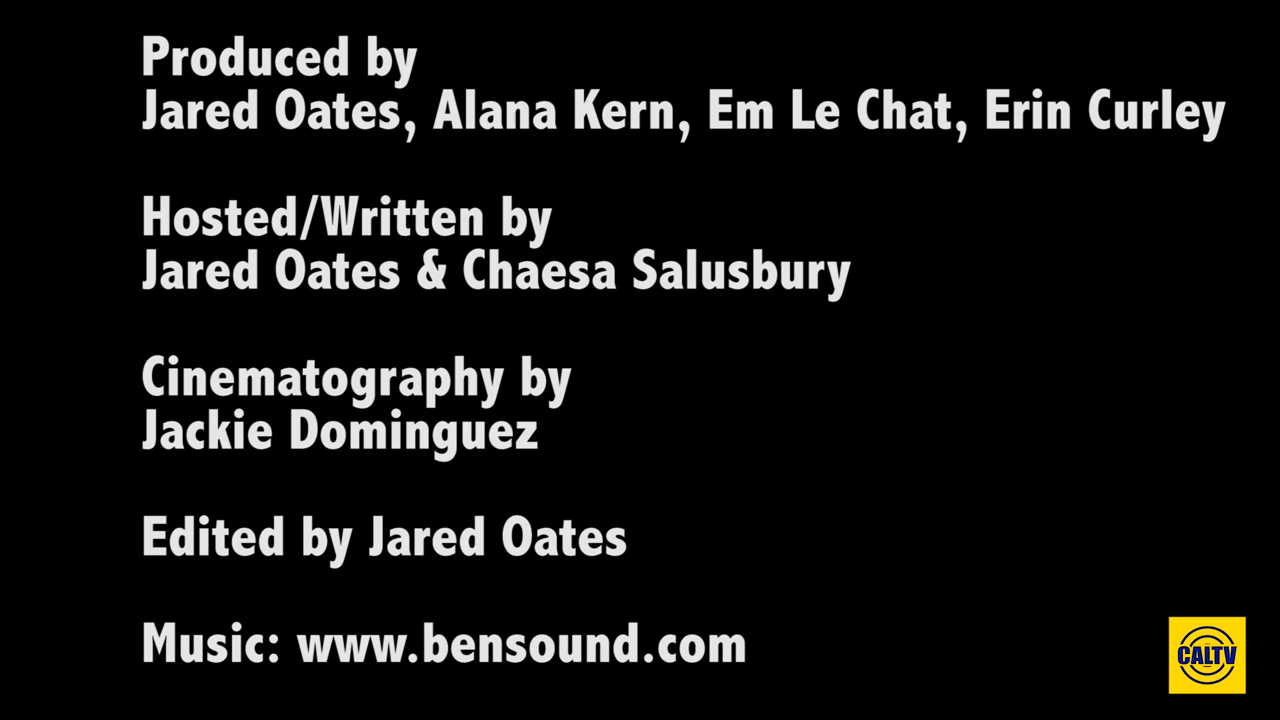 Produced by
Jared Oates, Alana Kern, Em Le Chat, Erin Curley
Hosted/Written by
Jared Oates & Chaesa Salusbury
Cinematography by
Jackie Dominguez
Edited by Jared Oates
Music: www.bensound.com
CALTV